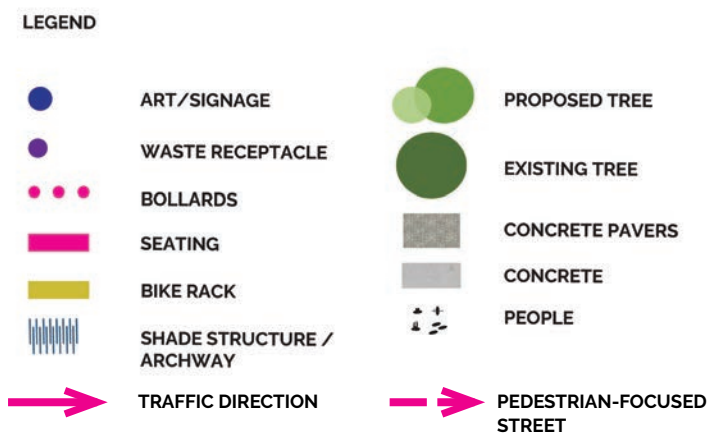 LEGEND
ART/SIGNAGE
WASTE RECEPTACLE
BOLLARDS
SEATING
BIKE RACK
SHADE STRUCTURE /
ARCHWAY
TRAFFIC DIRECTION
PROPOSED TREE
EXISTING TREE
CONCRETE PAVERS
CONCRETE
PEOPLE
PEDESTRIAN-FOCUSED
STREET